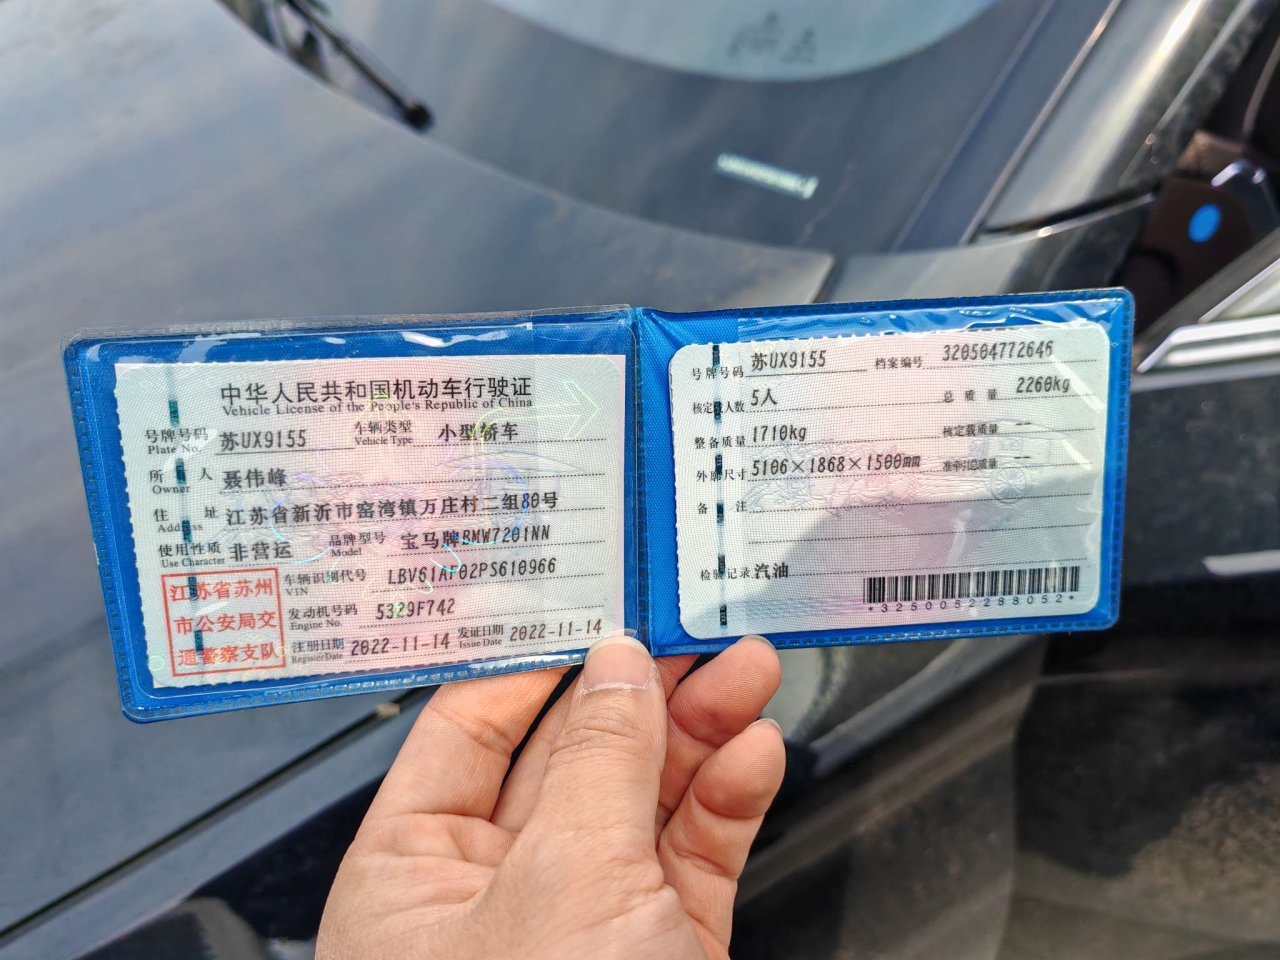 中华人民共和国机动车行驶证
Vehicle License of the People's Republic of China
号牌号码 苏UX9155 车辆类型 小型轿车
Plate No. Vehicle Type
所有人 聂伟峰
Owner
住址 江苏省新沂市窑湾镇万庄村二组80号
Address
使用性质 非营运 品牌型号 宝马牌BMW7201NN
Use Character Model
江苏省苏州
市公安局交
通警察支队
车辆识别代号 LBV61AF02PS610966
VIN
发动机号码 5329F742
Engine No.
注册日期 2022-11-14 发证日期 2022-11-14
Register Date Issue Date
号牌号码 苏UX9155 档案编号 320504772646
核定载人数 5人 总质量 2260kg
整备质量 1710kg 核定载质量 --
外廓尺寸 5106×1868×1500mm 准牵引总质量 --
备注
检验记录 汽油
*3250052288052*